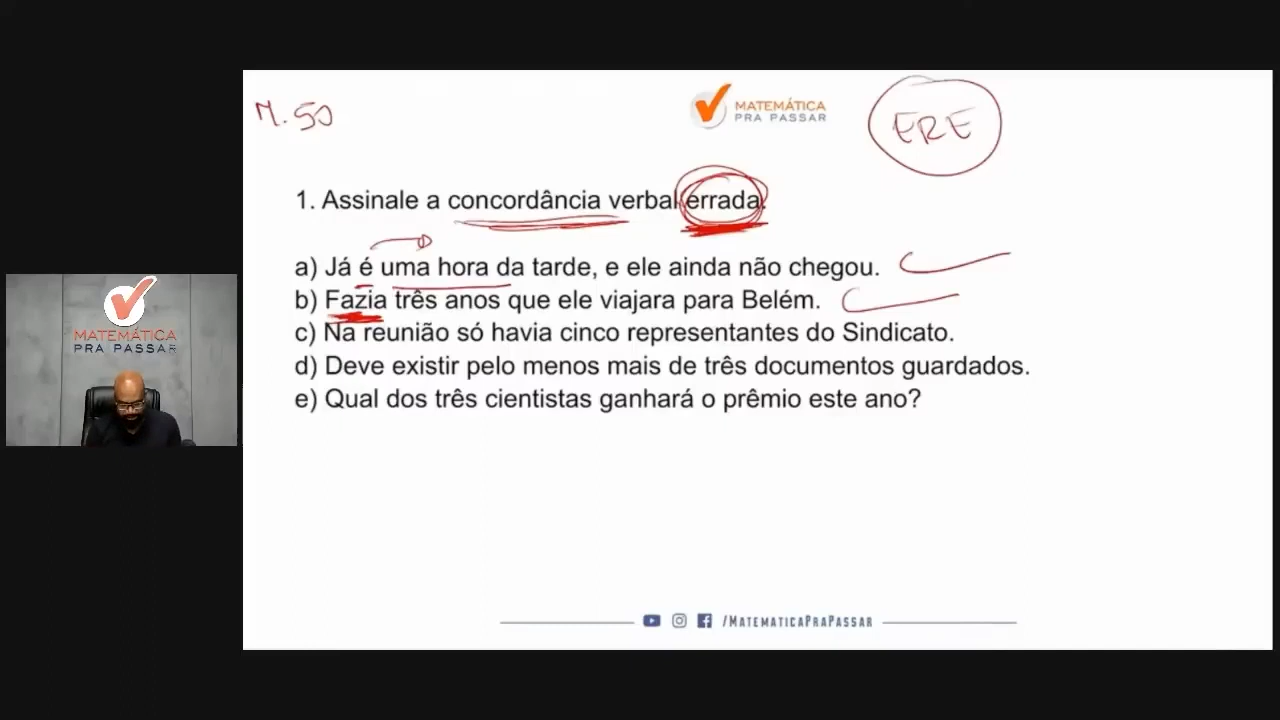 M. 50
MATEMÁTICA
PRA PASSAR
ERE
1. Assinale a concordância verbal errada.
a) Já é uma hora da tarde, e ele ainda não chegou.
b) Fazia três anos que ele viajara para Belém.
c) Na reunião só havia cinco representantes do Sindicato.
d) Deve existir pelo menos mais de três documentos guardados.
e) Qual dos três cientistas ganhará o prêmio este ano?
MATEMÁTICA
PRA PASSAR
/MATEMATICAPRAPASSAR